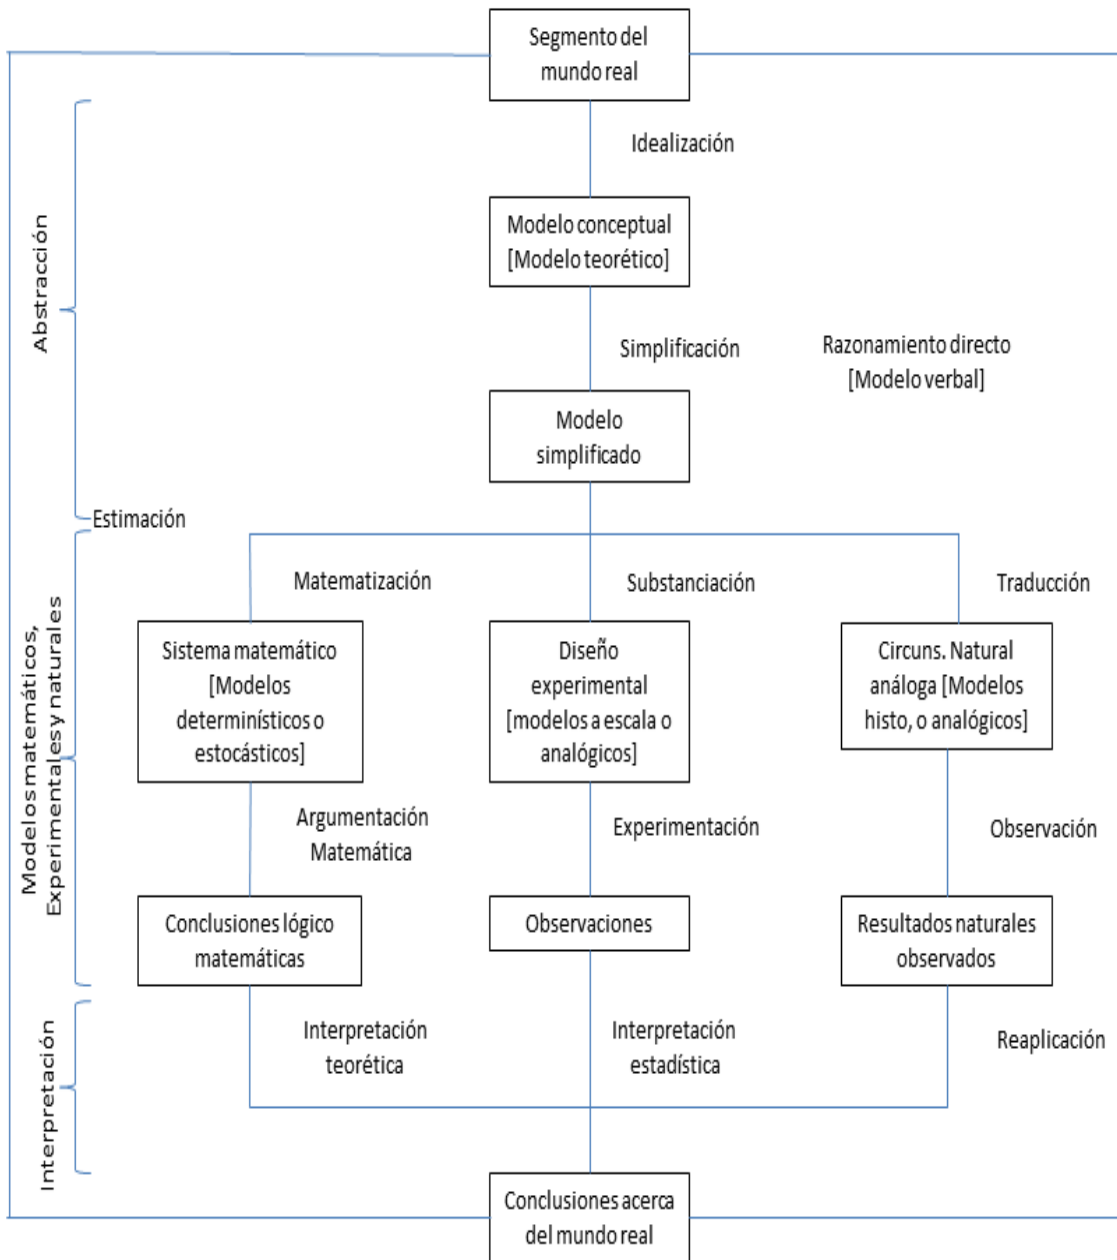 Segmento del
mundo real
Idealización
Abstracción
Modelo conceptual
[Modelo teorético]
Simplificación
Razonamiento directo
[Modelo verbal]
Modelo
simplificado
Estimación
Modelos matemáticos,
Experimentales y naturales
Matematización
Substanciación
Traducción
Sistema matemático
[Modelos
determinísticos o
estocásticos]
Diseño
experimental
[modelos a escala o
analógicos]
Circuns. Natural
análoga [Modelos
histo, o analógicos]
Argumentación
Matemática
Experimentación
Observación
Conclusiones lógico
matemáticas
Observaciones
Resultados naturales
observados
Interpretación
Interpretación
teorética
Interpretación
estadística
Reaplicación
Conclusiones acerca
del mundo real